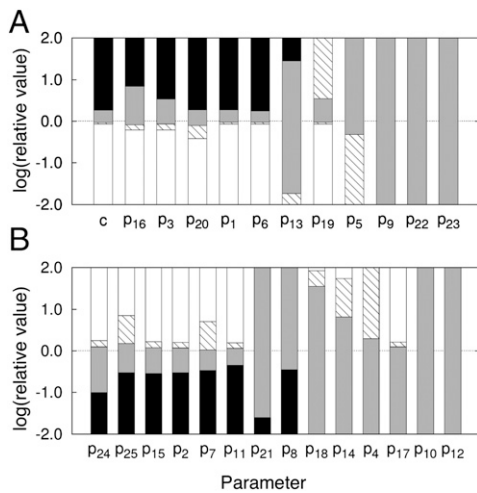 A
log(relative value)
2.0
1.0
0.0
-1.0
-2.0
c p16 p3 p20 p1 p6 p13 p19 p5 p9 p22 p23
B
log(relative value)
2.0
1.0
0.0
-1.0
-2.0
p24 p25 p15 p2 p7 p11 p21 p8 p18 p14 p4 p17 p10 p12
Parameter